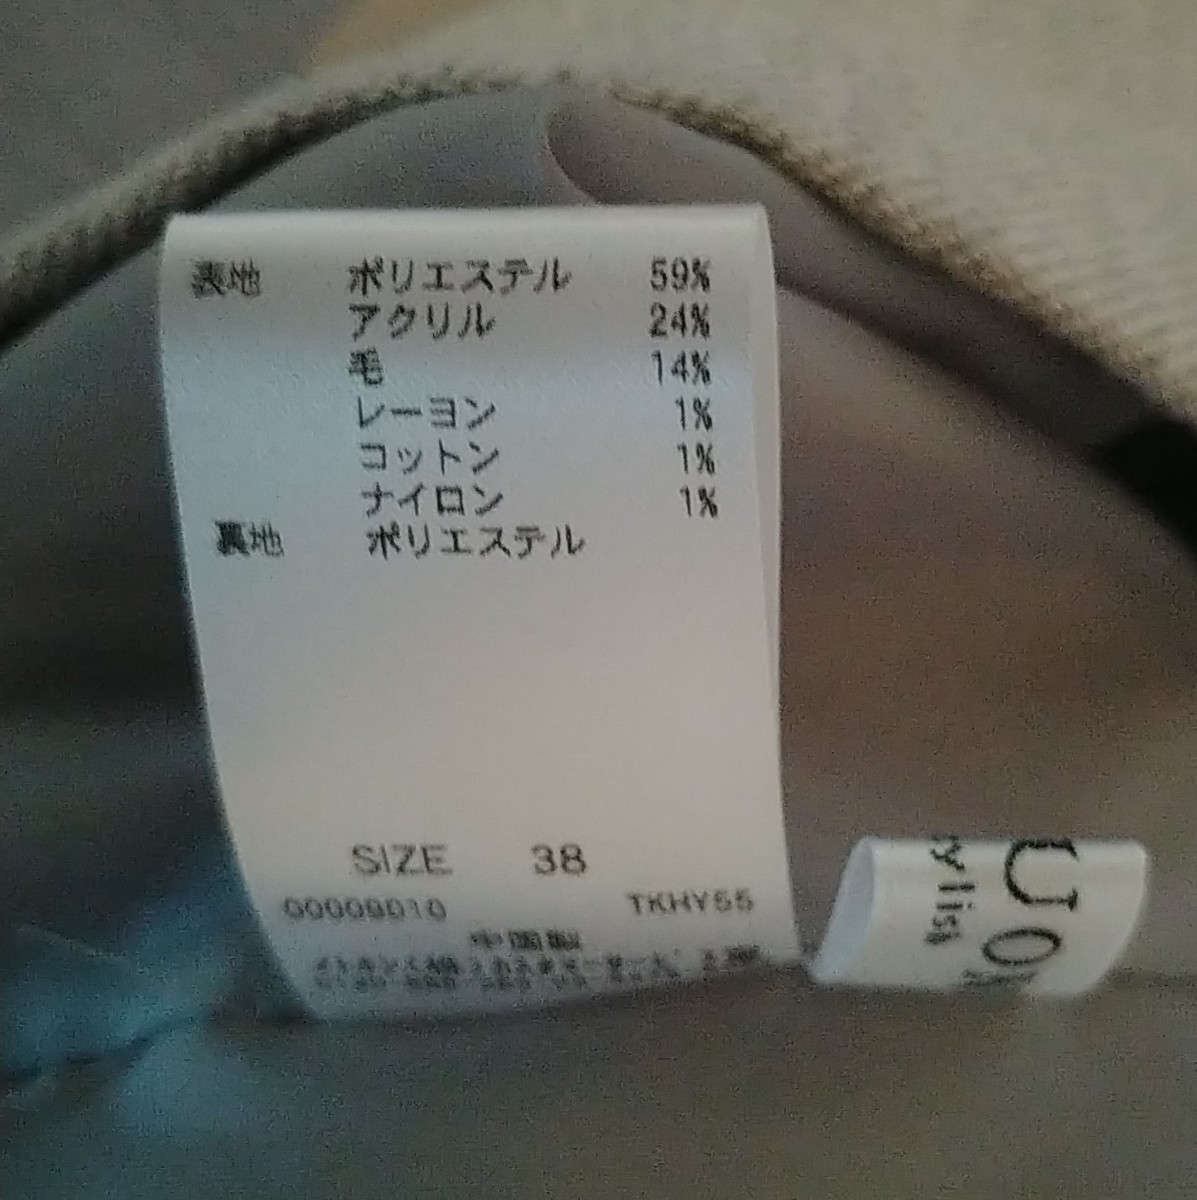 表地 ポリエステル 59%
アクリル 24%
毛 14%
レーヨン 1%
コットン 1%
ナイロン 1%
裏地 ポリエステル
SIZE 38
00009010 TKHY55
中国製